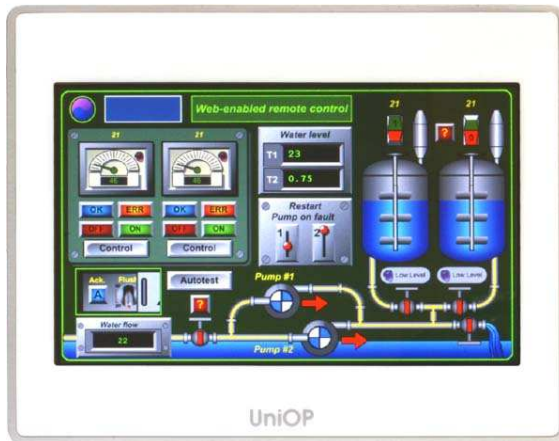 Web-enabled remote control
21
21
21
21
Water level
T1 23
T2 0.75
OK ERR OK ERR
OFF ON OFF ON
Control
Control
Restart
Pump on fault
1 2
?
Low Level
Low Level
Ack.
A
Autotest
Pump #1
?
Water flow
22
Pump #2
UniOP